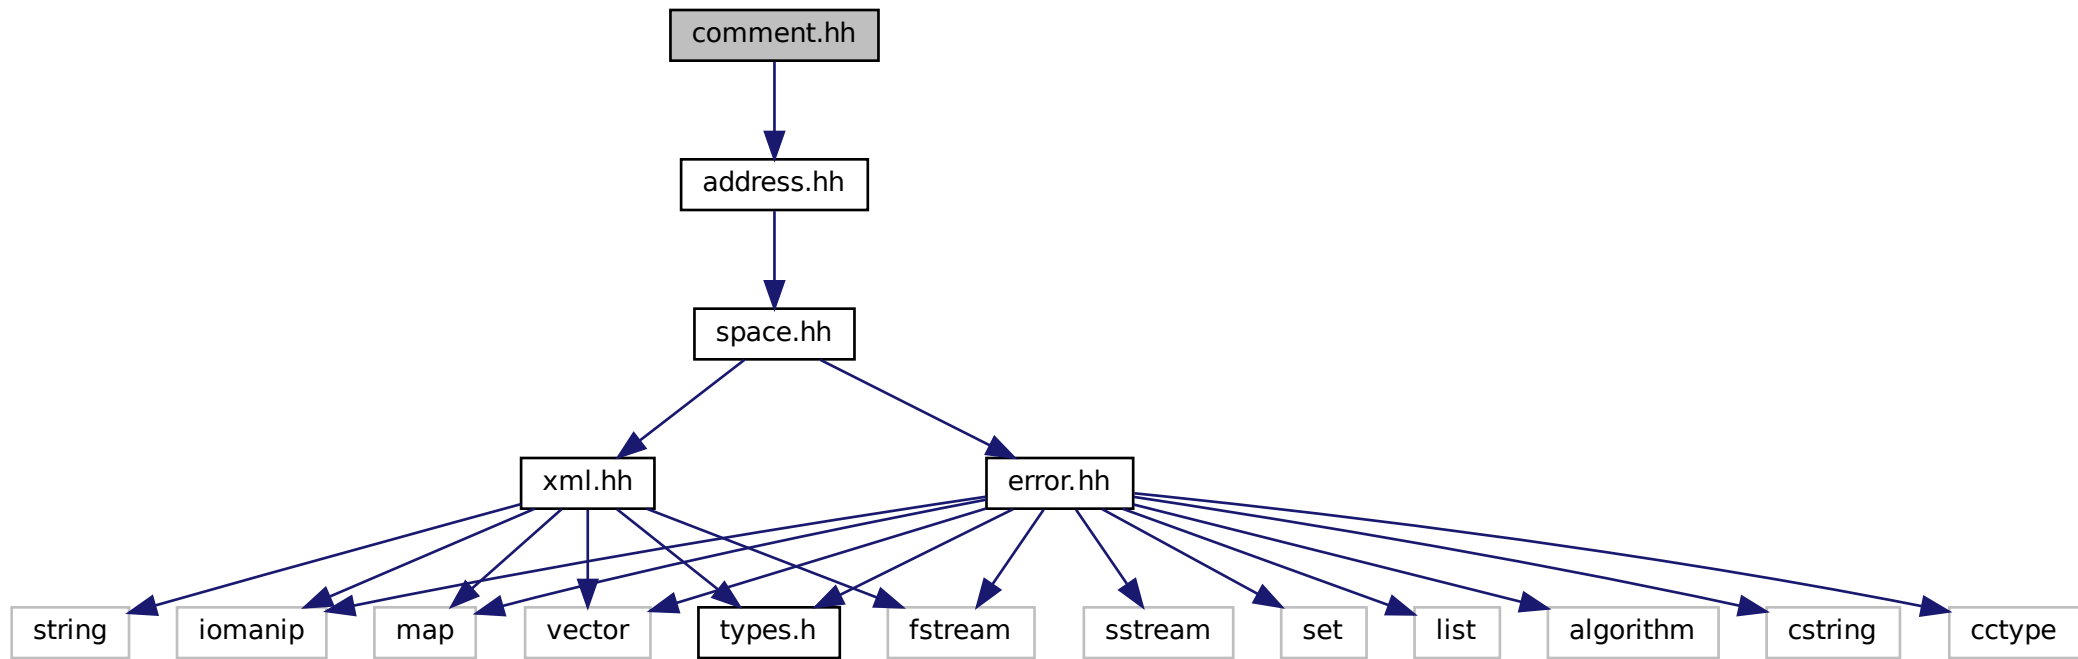 comment.hh
address.hh
space.hh
xml.hh
error.hh
string
iomanip
map
vector
types.h
fstream
sstream
set
list
algorithm
cstring
cctype